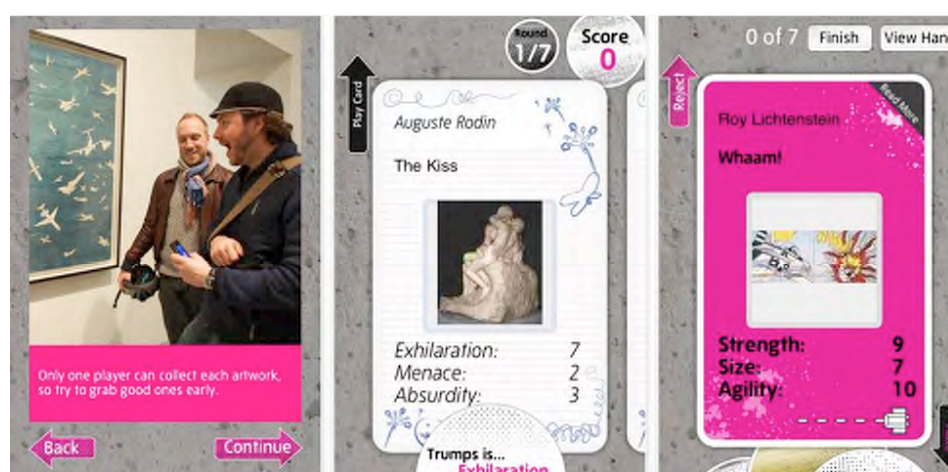 Only one player can collect each artwork,
so try to grab good ones early.
Back
Continue
Play Card
Round
1/7
Score
0
Auguste Rodin
The Kiss
Exhilaration: 7
Menace: 2
Absurdity: 3
Trumps is...
Exhilaration
0 of 7
Finish
View Han
Reject
Read More
Roy Lichtenstein
Whaam!
Strength: 9
Size: 7
Agility: 10